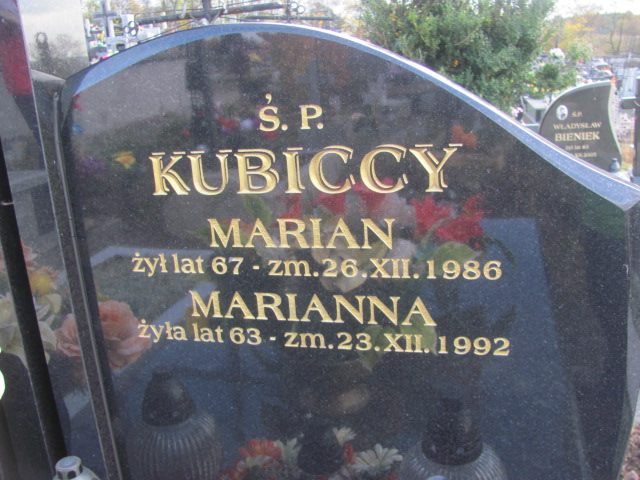 Ś. P.
KUBICCY
MARIAN
żył lat 67 - zm. 26. XII. 1986
MARIANNA
żyła lat 63 - zm. 23. XII. 1992
Ś.P.
WŁADYSŁAW
BIENIEK